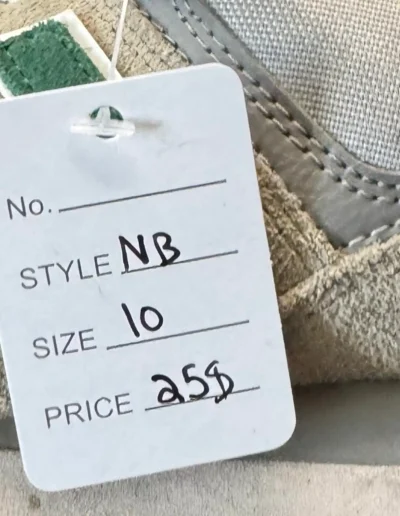 No.
STYLE NB
SIZE 10
PRICE 25$